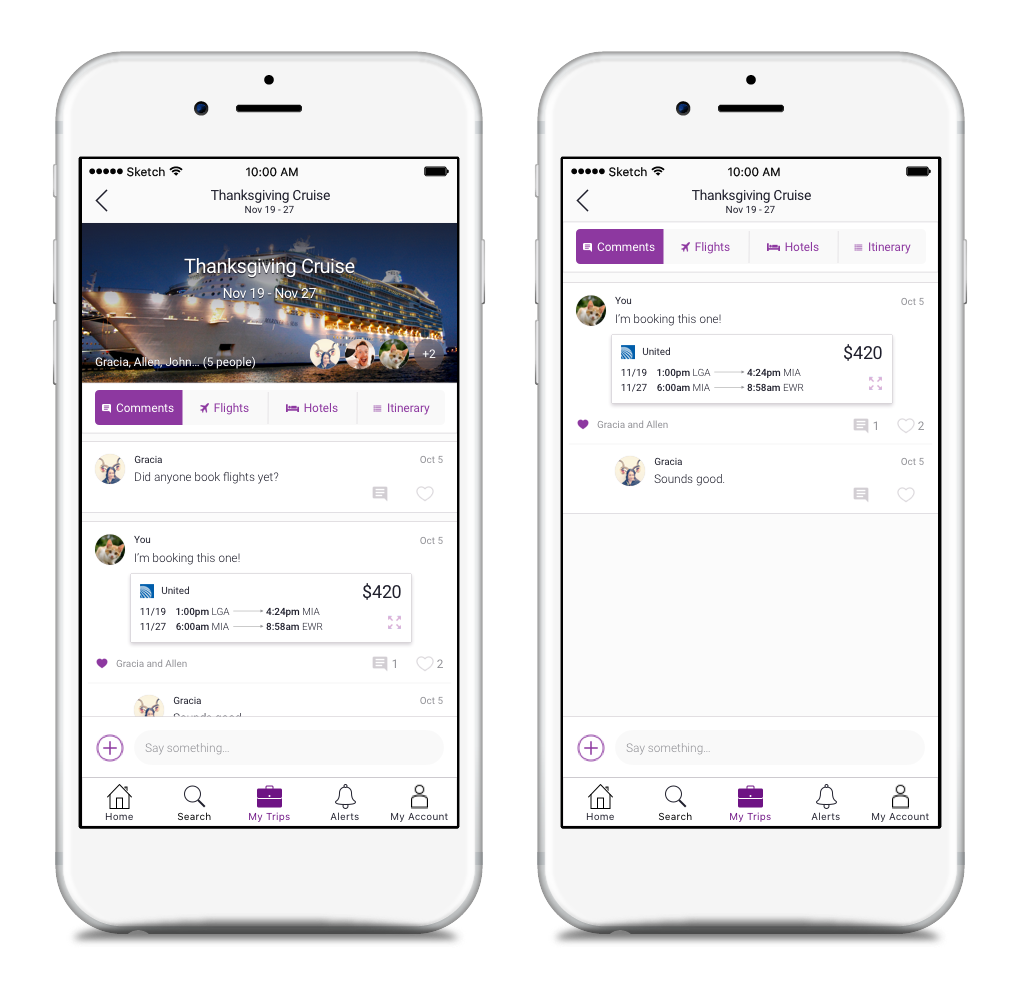 Sketch 10:00 AM
Thanksgiving Cruise
Nov 19 - 27
Thanksgiving Cruise
Nov 19 - Nov 27
Gracia, Allen, John... (5 people) +2
Comments Flights Hotels Itinerary
Gracia Oct 5
Did anyone book flights yet?
You Oct 5
I'm booking this one!
United $420
11/19 1:00pm LGA 4:24pm MIA
11/27 6:00am MIA 8:58am EWR
Gracia and Allen 1 2
Gracia Oct 5
Sounds good.
Say something...
Home Search My Trips Alerts My Account
Sketch 10:00 AM
Thanksgiving Cruise
Nov 19 - 27
Comments Flights Hotels Itinerary
You Oct 5
I'm booking this one!
United $420
11/19 1:00pm LGA 4:24pm MIA
11/27 6:00am MIA 8:58am EWR
Gracia and Allen 1 2
Gracia Oct 5
Sounds good.
Say something...
Home Search My Trips Alerts My Account